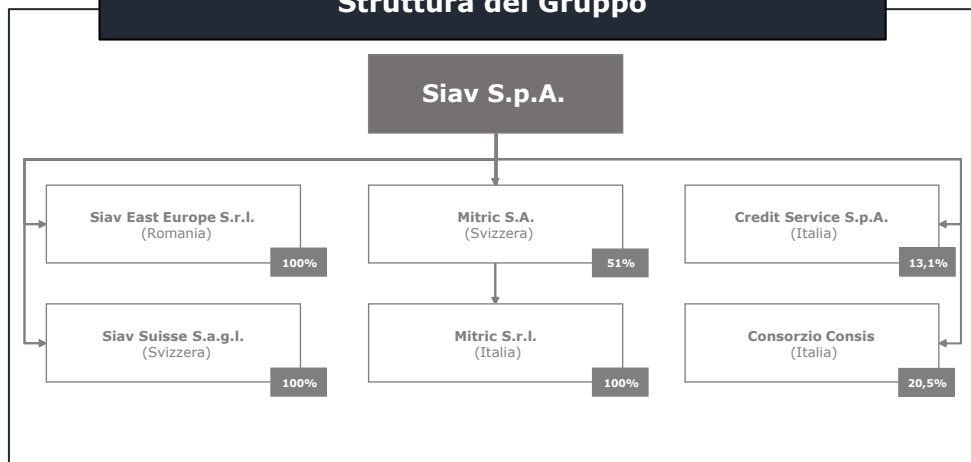 Struttura del Gruppo
Siav S.p.A.
Siav East Europe S.r.l.
(Romania)
100%
Mitric S.A.
(Svizzera)
51%
Credit Service S.p.A.
(Italia)
13,1%
Siav Suisse S.a.g.l.
(Svizzera)
100%
Mitric S.r.l.
(Italia)
100%
Consorzio Consis
(Italia)
20,5%